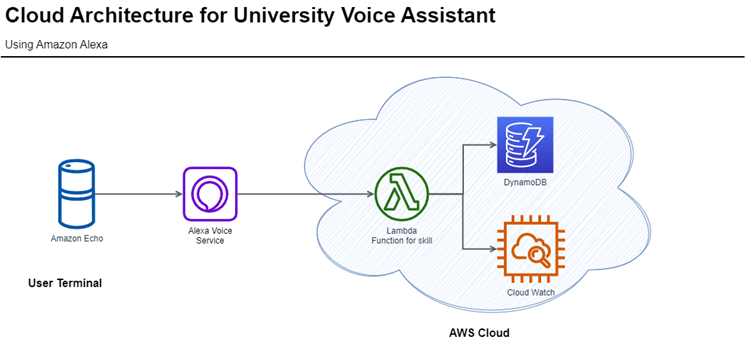 Cloud Architecture for University Voice Assistant
Using Amazon Alexa
DynamoDB
Amazon Echo
Alexa Voice
Service
Lambda
Function for skill
User Terminal
Cloud Watch
AWS Cloud